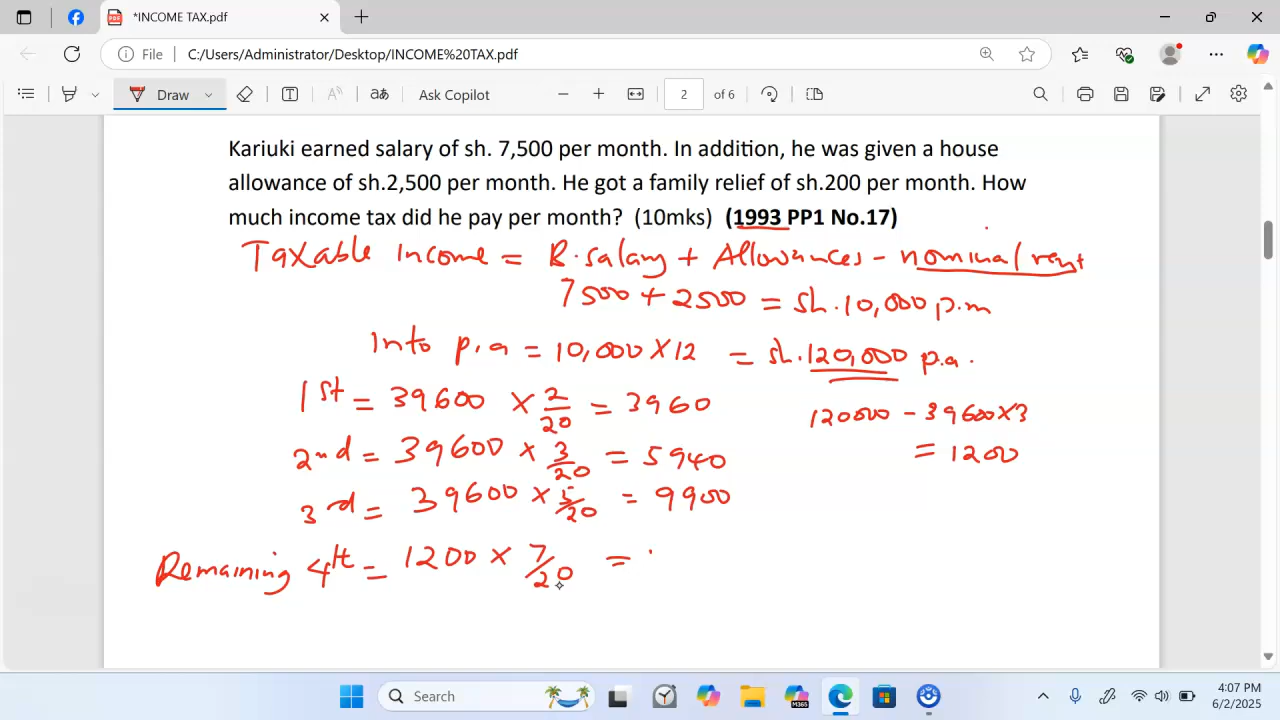 *INCOME TAX.pdf
File C:/Users/Administrator/Desktop/INCOME%20TAX.pdf
Draw Ask Copilot 2 of 6
Kariuki earned salary of sh. 7,500 per month. In addition, he was given a house
allowance of sh.2,500 per month. He got a family relief of sh.200 per month. How
much income tax did he pay per month? (10mks) (1993 PP1 No.17)
Taxable Income = B.salary + Allowances - nominal rent
7500 + 2500 = sh.10,000 p.m
Into p.a = 10,000 X 12 = sh.120,000 p.a.
1st = 39600 X 2/20 = 3960
120000 - 39600X3
2nd = 39600 X 3/20 = 5940
= 1200
3rd = 39600 X 5/20 = 9900
Remaining 4th = 1200 X 7/20 =
Search
M365
4:07 PM
6/2/2025